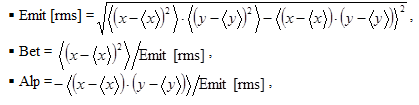 ▪ Emit [rms] = √(⟨(x−⟨x⟩)²⟩·⟨(y−⟨y⟩)²⟩−⟨(x−⟨x⟩)·(y−⟨y⟩)⟩²) ,
▪ Bet = ⟨(x−⟨x⟩)²⟩/Emit [rms] ,
▪ Alp = −⟨(x−⟨x⟩)·(y−⟨y⟩)⟩/Emit [rms] ,